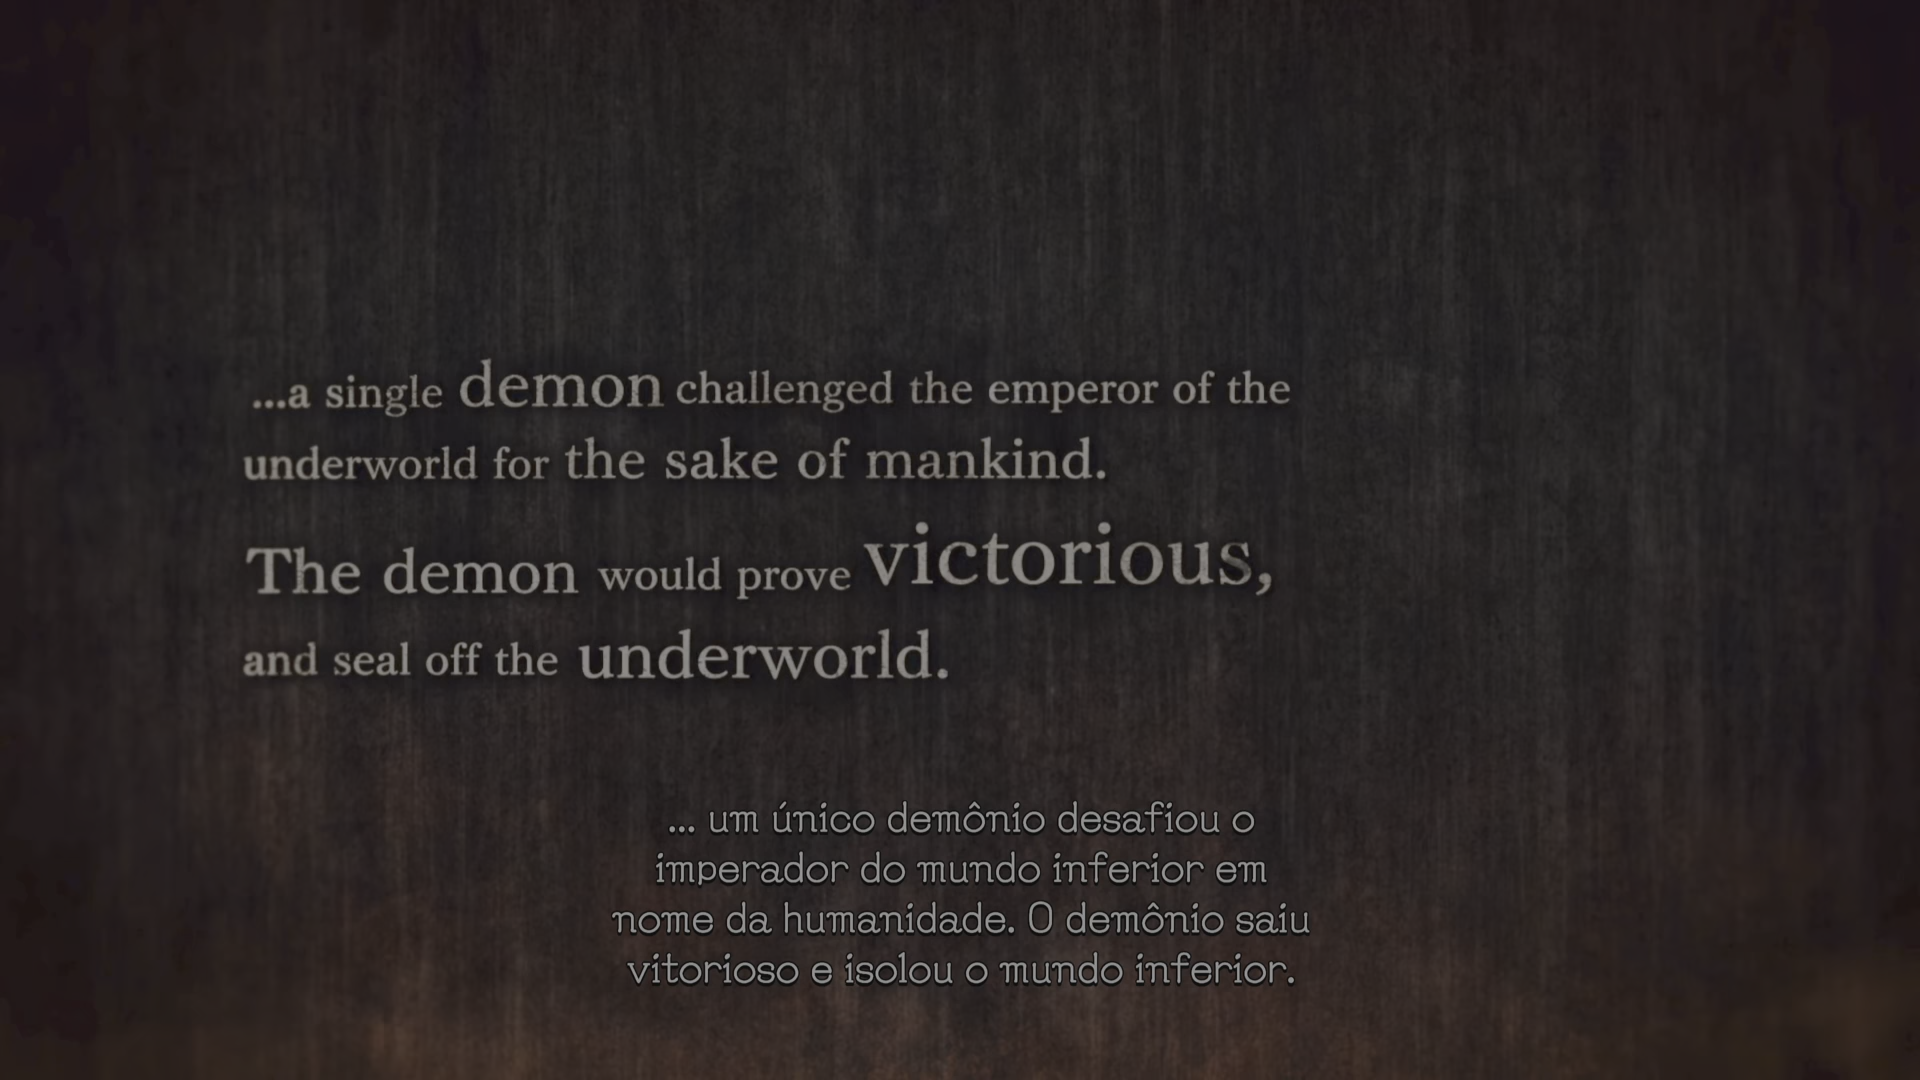 ...a single demon challenged the emperor of the
underworld for the sake of mankind.
The demon would prove victorious,
and seal off the underworld.
... um único demônio desafiou o
imperador do mundo inferior em
nome da humanidade. O demônio saiu
vitorioso e isolou o mundo inferior.